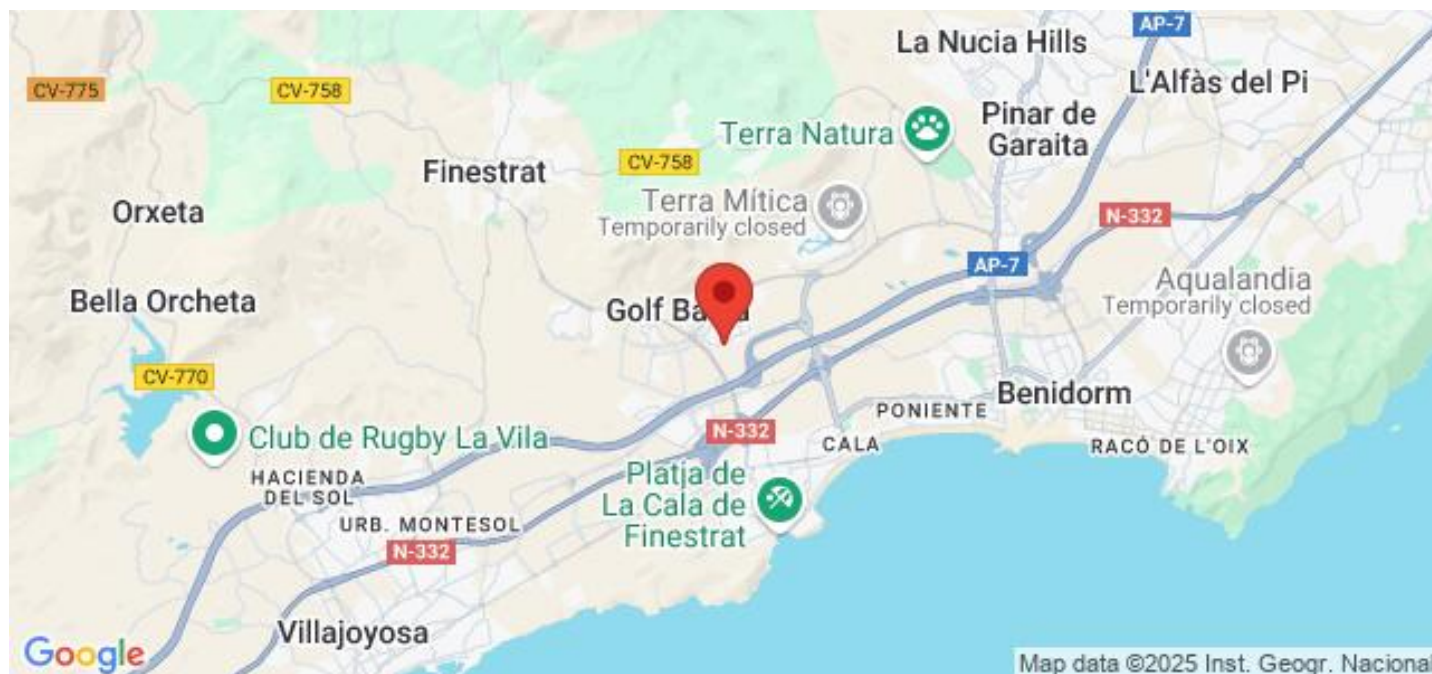 AP-7
La Nucia Hills
L'Alfàs del Pi
CV-775
CV-758
Pinar de
Garaita
Terra Natura
CV-758
Finestrat
Terra Mítica
Temporarily closed
Orxeta
N-332
AP-7
Aqualandia
Temporarily closed
Bella Orcheta
Golf
CV-770
Benidorm
PONIENTE
N-332
CALA
RACÓ DE L'OIX
Club de Rugby La Vila
HACIENDA
DEL SOL
Platja de
La Cala de
Finestrat
URB. MONTESOL
N-332
Villajoyosa
Google
Map data ©2025 Inst. Geogr. Nacional